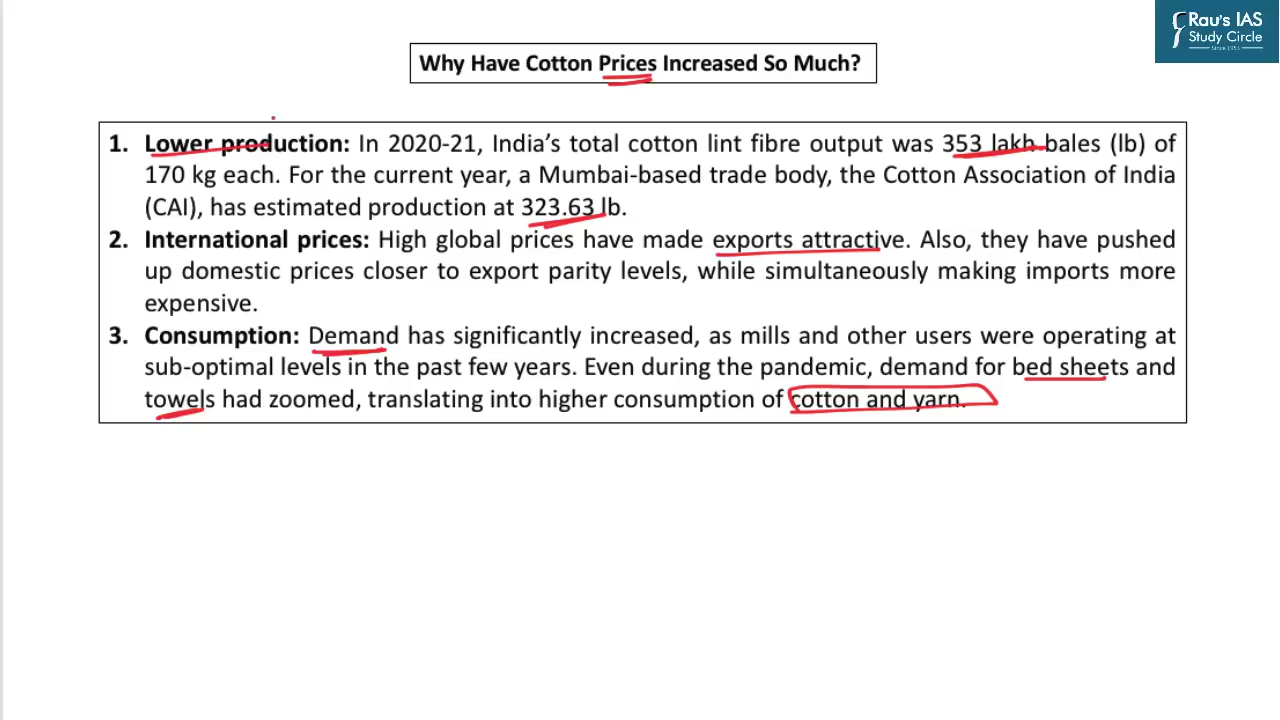 Rau's IAS
Study Circle
Since 1953
Why Have Cotton Prices Increased So Much?
1. Lower production: In 2020-21, India's total cotton lint fibre output was 353 lakh bales (lb) of
170 kg each. For the current year, a Mumbai-based trade body, the Cotton Association of India
(CAI), has estimated production at 323.63 lb.
2. International prices: High global prices have made exports attractive. Also, they have pushed
up domestic prices closer to export parity levels, while simultaneously making imports more
expensive.
3. Consumption: Demand has significantly increased, as mills and other users were operating at
sub-optimal levels in the past few years. Even during the pandemic, demand for bed sheets and
towels had zoomed, translating into higher consumption of cotton and yarn.